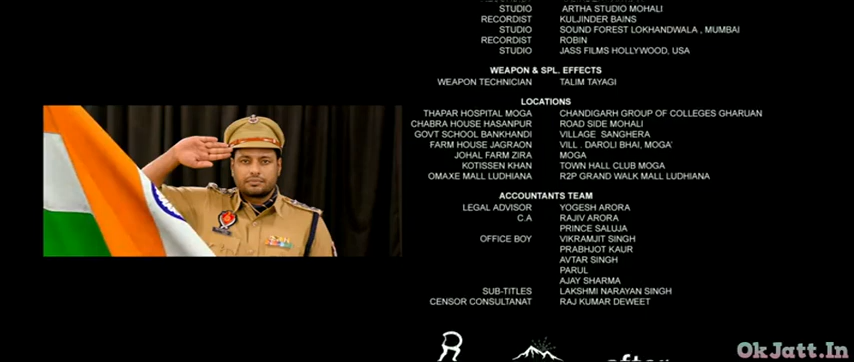 STUDIO ARTHA STUDIO MOHALI
RECORDIST KULJINDER BAINS
STUDIO SOUND FOREST LOKHANDWALA , MUMBAI
RECORDIST ROBIN
STUDIO JASS FILMS HOLLYWOOD, USA
WEAPON & SPL. EFFECTS
WEAPON TECHNICIAN TALIM TAYAGI
LOCATIONS
THAPAR HOSPITAL MOGA CHANDIGARH GROUP OF COLLEGES GHARUAN
CHABRA HOUSE HASANPUR ROAD SIDE MOHALI
GOVT SCHOOL BANKHANDI VILLAGE SANGHERA
FARM HOUSE JAGRAON VILL . DAROLI BHAI, MOGA'
JOHAL FARM ZIRA MOGA
KOTISSEN KHAN TOWN HALL CLUB MOGA
OMAXE MALL LUDHIANA R2P GRAND WALK MALL LUDHIANA
ACCOUNTANTS TEAM
LEGAL ADVISOR YOGESH ARORA
C.A RAJIV ARORA
PRINCE SALUJA
OFFICE BOY VIKRAMJIT SINGH
PRABHJOT KAUR
AVTAR SINGH
PARUL
AJAY SHARMA
SUB-TITLES LAKSHMI NARAYAN SINGH
CENSOR CONSULTANAT RAJ KUMAR DEWEET
after
OkJatt.In